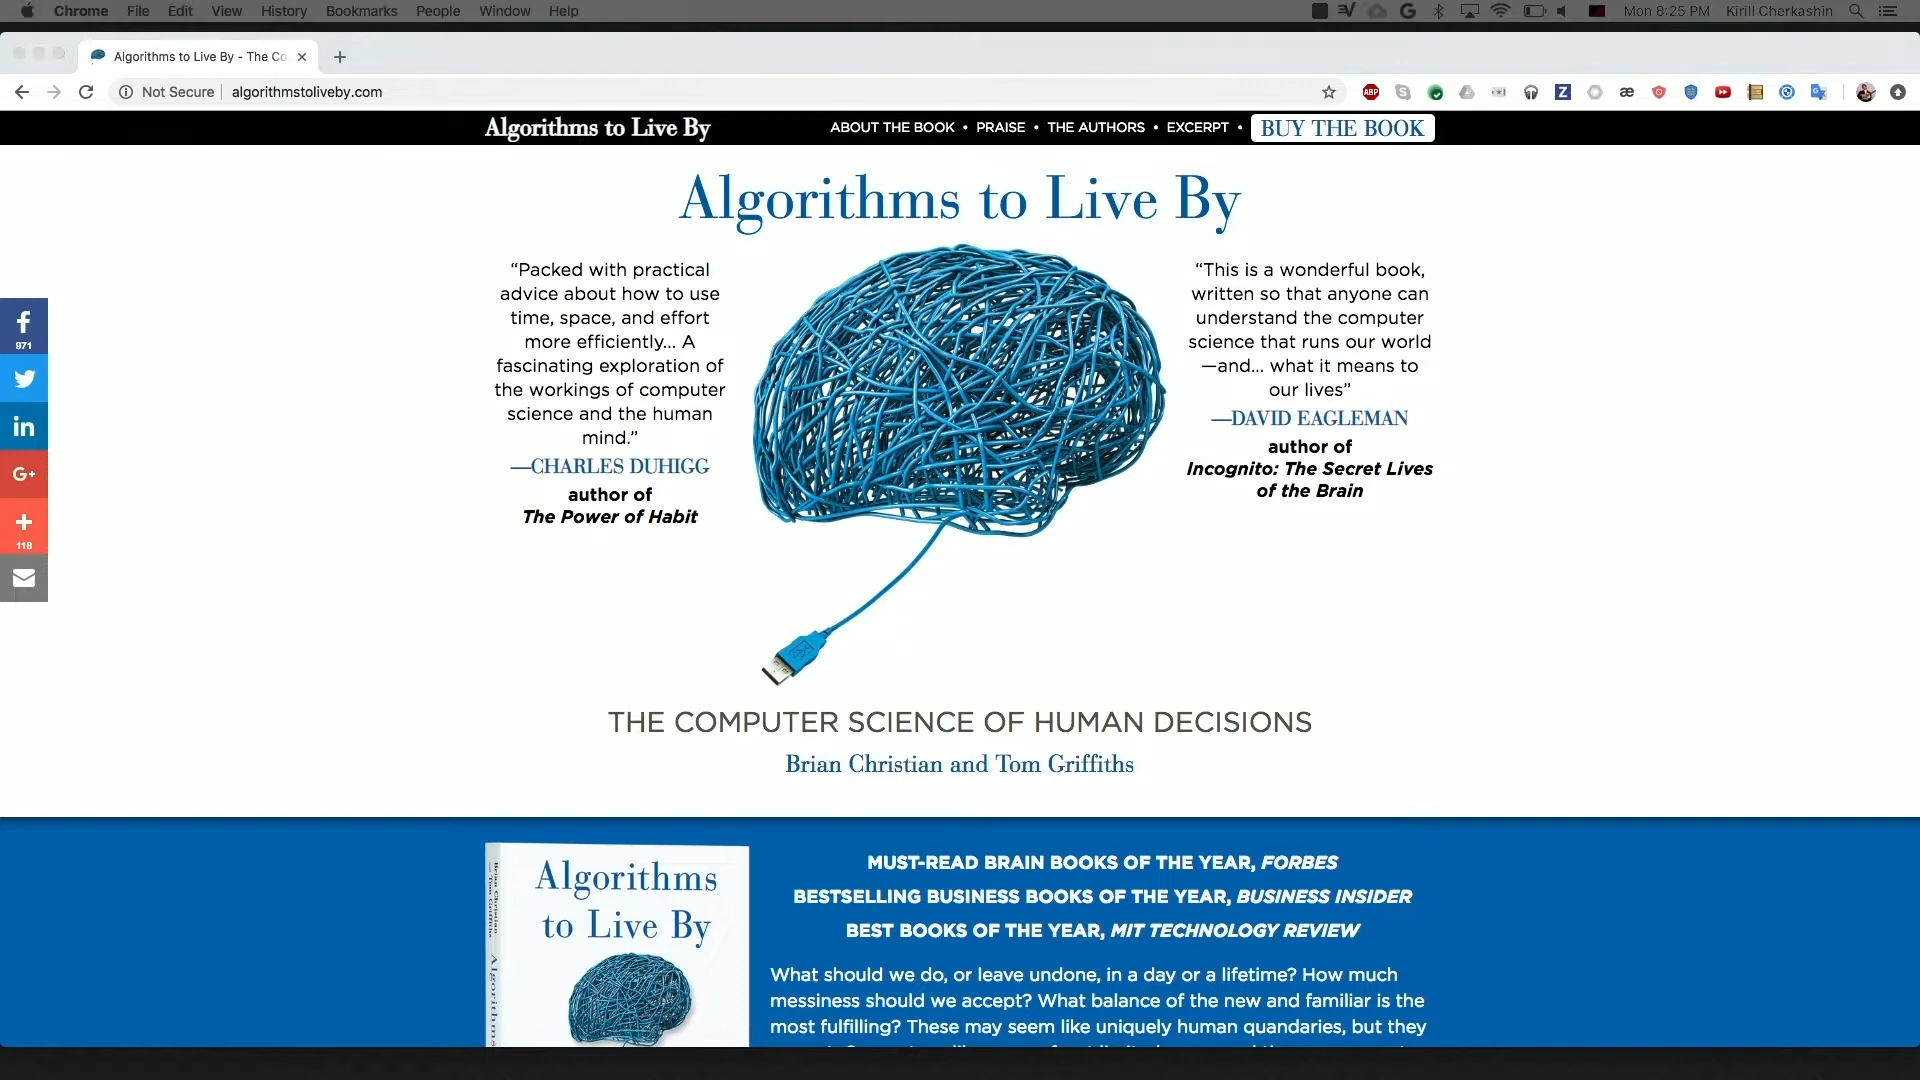 Chrome File Edit View History Bookmarks People Window Help Mon 8:25 PM Kirill Cherkashin
Algorithms to Live By - The Co
Not Secure algorithmstoliveby.com
Algorithms to Live By ABOUT THE BOOK • PRAISE • THE AUTHORS • EXCERPT • BUY THE BOOK
Algorithms to Live By
“Packed with practical
advice about how to use
time, space, and effort
more efficiently... A
fascinating exploration of
the workings of computer
science and the human
mind.”
—CHARLES DUHIGG
author of
The Power of Habit
“This is a wonderful book,
written so that anyone can
understand the computer
science that runs our world
—and... what it means to
our lives”
—DAVID EAGLEMAN
author of
Incognito: The Secret Lives
of the Brain
971
in
G+
118
THE COMPUTER SCIENCE OF HUMAN DECISIONS
Brian Christian and Tom Griffiths
Algorithms
to Live By
Brian Christian
and Tom Griffiths
Algorithms
MUST-READ BRAIN BOOKS OF THE YEAR, FORBES
BESTSELLING BUSINESS BOOKS OF THE YEAR, BUSINESS INSIDER
BEST BOOKS OF THE YEAR, MIT TECHNOLOGY REVIEW
What should we do, or leave undone, in a day or a lifetime? How much
messiness should we accept? What balance of the new and familiar is the
most fulfilling? These may seem like uniquely human quandaries, but they